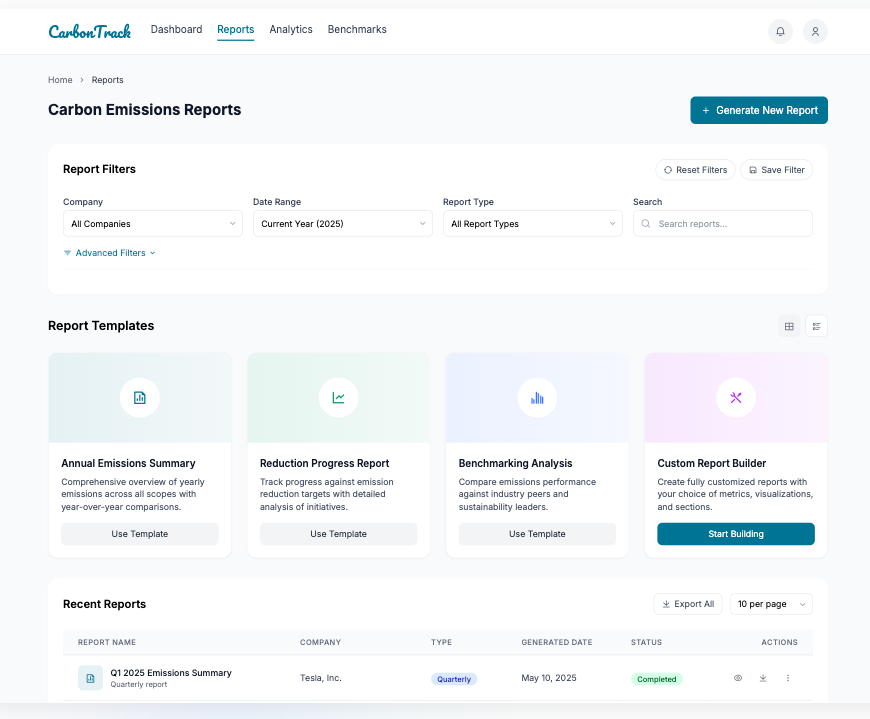 CarbonTrack Dashboard Reports Analytics Benchmarks
Home > Reports
Carbon Emissions Reports
+ Generate New Report
Report Filters
Reset Filters Save Filter
Company Date Range Report Type Search
All Companies Current Year (2025) All Report Types Search reports...
Advanced Filters
Report Templates
Annual Emissions Summary
Comprehensive overview of yearly
emissions across all scopes with
year-over-year comparisons.
Use Template
Reduction Progress Report
Track progress against emission
reduction targets with detailed
analysis of initiatives.
Use Template
Benchmarking Analysis
Compare emissions performance
against industry peers and
sustainability leaders.
Use Template
Custom Report Builder
Create fully customized reports with
your choice of metrics, visualizations,
and sections.
Start Building
Recent Reports
Export All 10 per page
REPORT NAME COMPANY TYPE GENERATED DATE STATUS ACTIONS
Q1 2025 Emissions Summary
Quarterly report
Tesla, Inc. Quarterly May 10, 2025 Completed